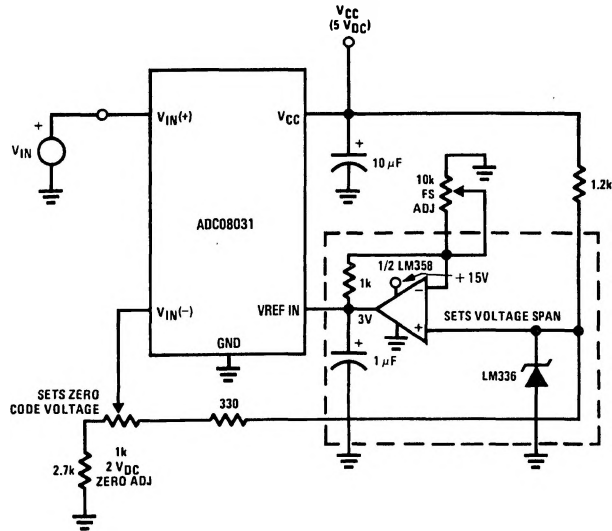 VCC
(5 VDC)
+
VIN
VIN(+)
VCC
ADC08031
VIN(−)
VREF IN
GND
+
10 µF
10k
FS
ADJ
1.2k
1/2 LM358
+ 15V
1k
−
+
3V
SETS VOLTAGE SPAN
+
1 µF
LM336
SETS ZERO
CODE VOLTAGE
330
1k
2 VDC
ZERO ADJ
2.7k